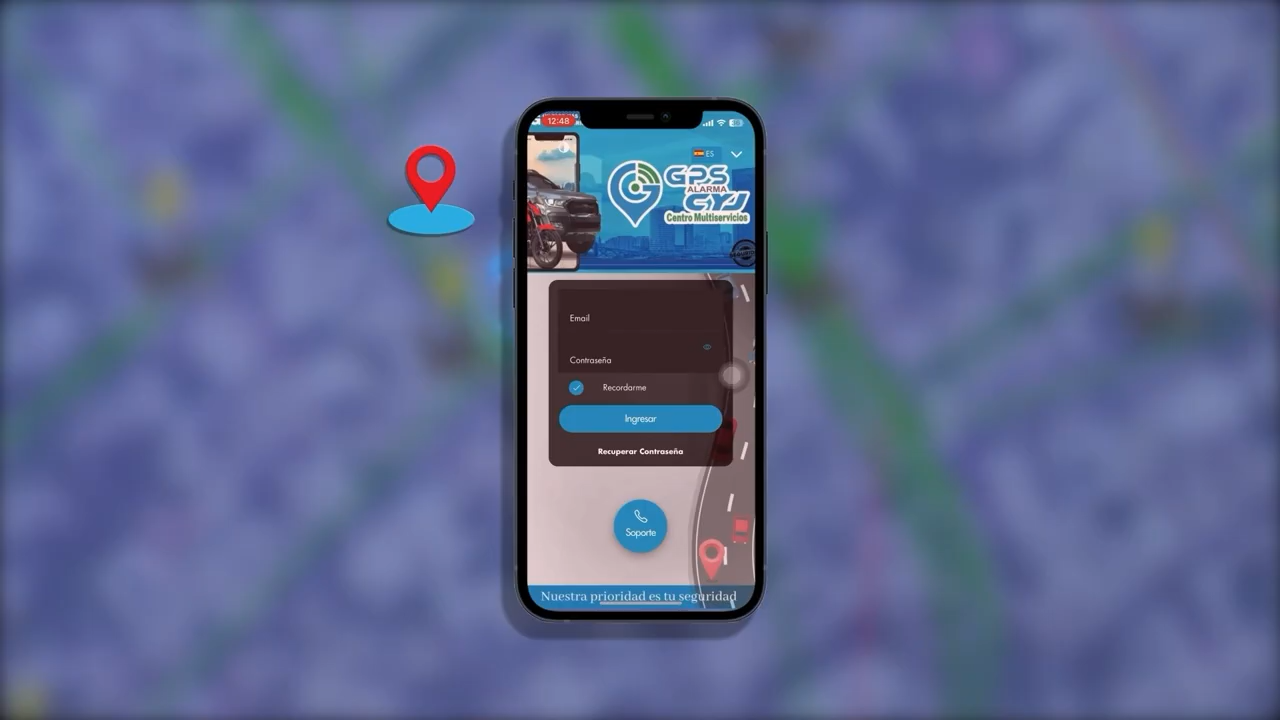 12:48
ES
GPS
ALARMA
CYJ
Centro Multiservicios
Email
Contraseña
Recordarme
Ingresar
Recuperar Contraseña
Soporte
Nuestra prioridad es tu seguridad